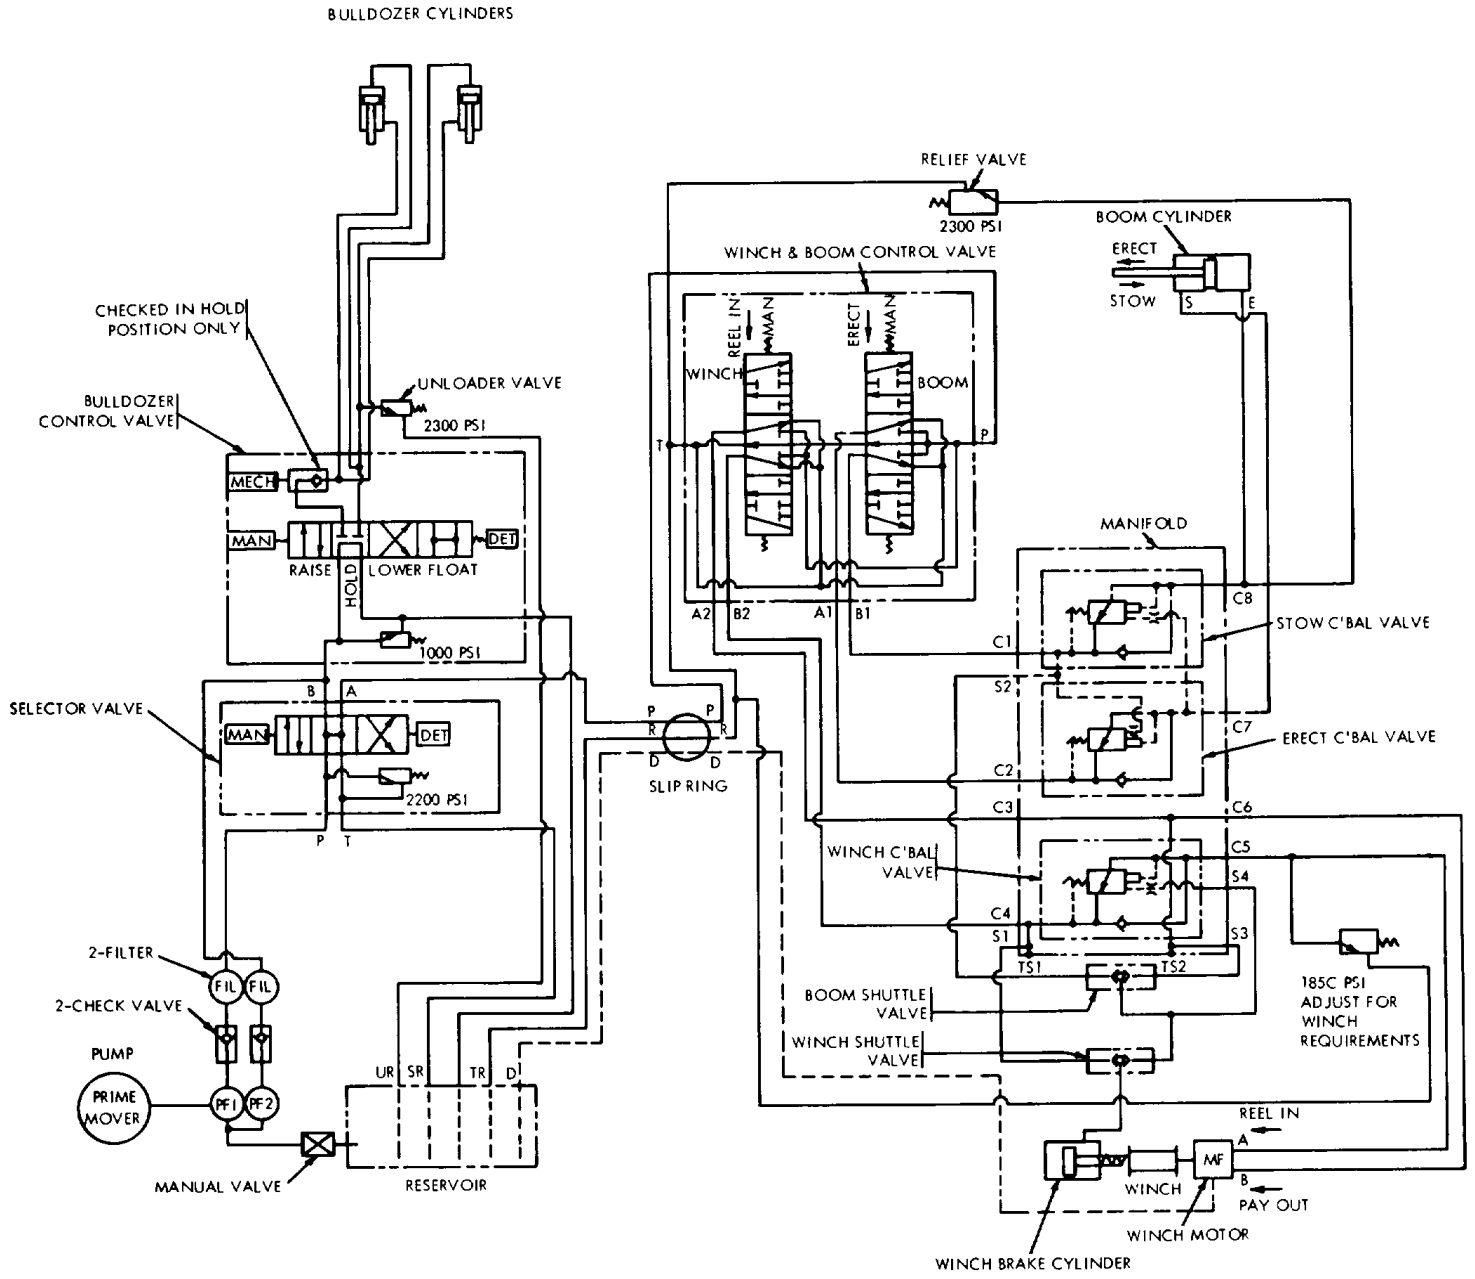 BULLDOZER CYLINDERS
RELIEF VALVE
2300 PSI
BOOM CYLINDER
ERECT
STOW
S
E
WINCH & BOOM CONTROL VALVE
REEL IN
MAN
ERECT
MAN
WINCH
BOOM
T
P
A2
B2
A1
B1
CHECKED IN HOLD
POSITION ONLY
UNLOADER VALVE
2300 PSI
BULLDOZER
CONTROL VALVE
MECH
MAN
DET
RAISE
HOLD
LOWER FLOAT
1000 PSI
B
A
SELECTOR VALVE
MAN
DET
2200 PSI
P
T
P
P
R
R
D
D
SLIP RING
MANIFOLD
C1
C8
STOW C'BAL VALVE
S2
C7
ERECT C'BAL VALVE
C2
C3
C6
WINCH C'BAL
VALVE
C5
S4
C4
S1
S3
TS1
TS2
BOOM SHUTTLE
VALVE
WINCH SHUTTLE
VALVE
185C PSI
ADJUST FOR
WINCH
REQUIREMENTS
2-FILTER
FIL
FIL
2-CHECK VALVE
PUMP
PRIME
MOVER
PF1
PF2
MANUAL VALVE
UR
SR
TR
D
RESERVOIR
REEL IN
A
MF
B
PAY OUT
WINCH
WINCH MOTOR
WINCH BRAKE CYLINDER